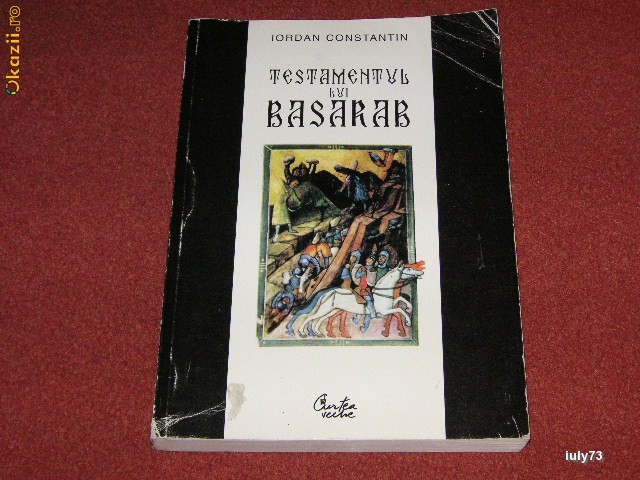 Okazii.ro
IORDAN CONSTANTIN
TESTAMENTUL
LUI
BASARAB
Curtea
veche
iuly73